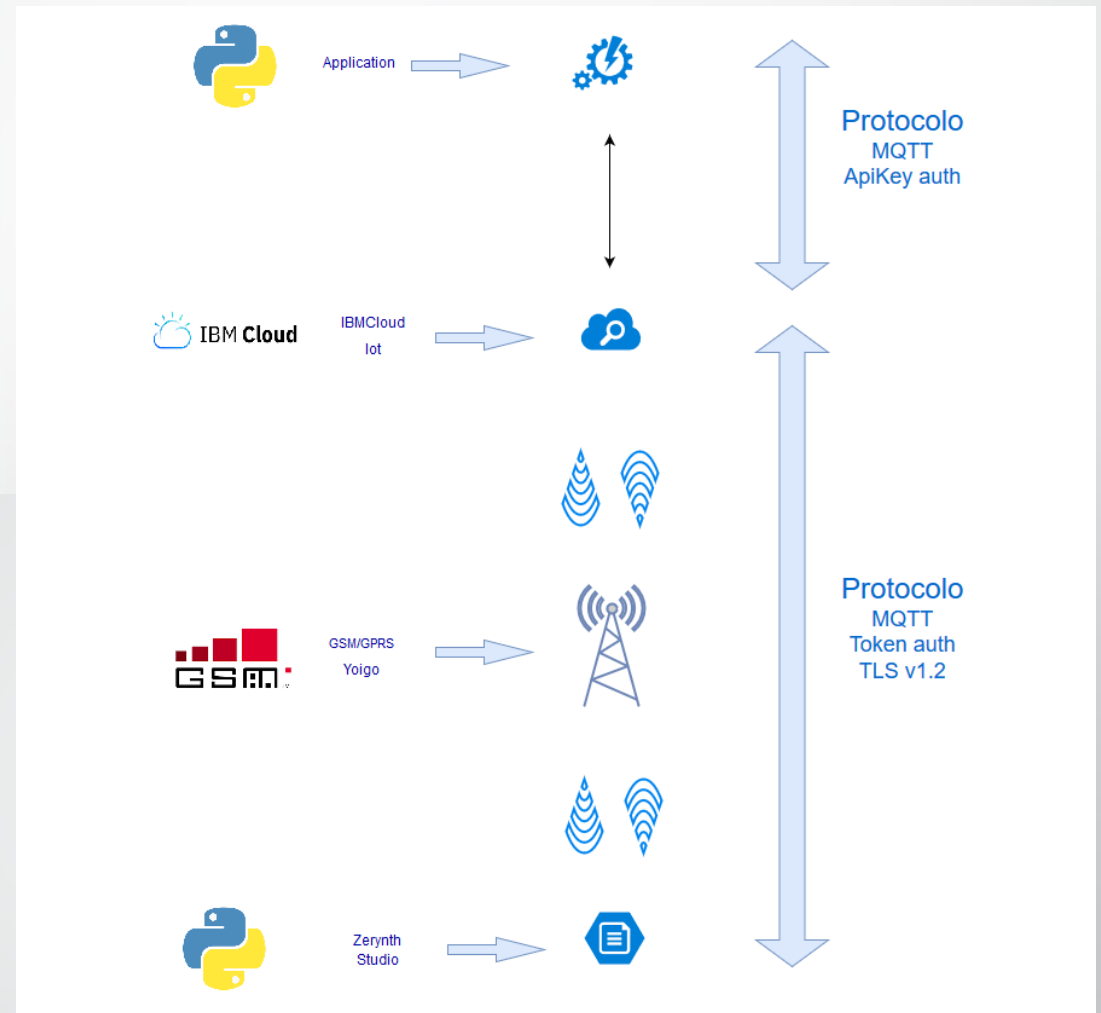 Application
Protocolo
MQTT
ApiKey auth
IBM Cloud
IBMCloud
Iot
GSM/GPRS
Yoigo
GSM
Protocolo
MQTT
Token auth
TLS v1.2
Zerynth
Studio